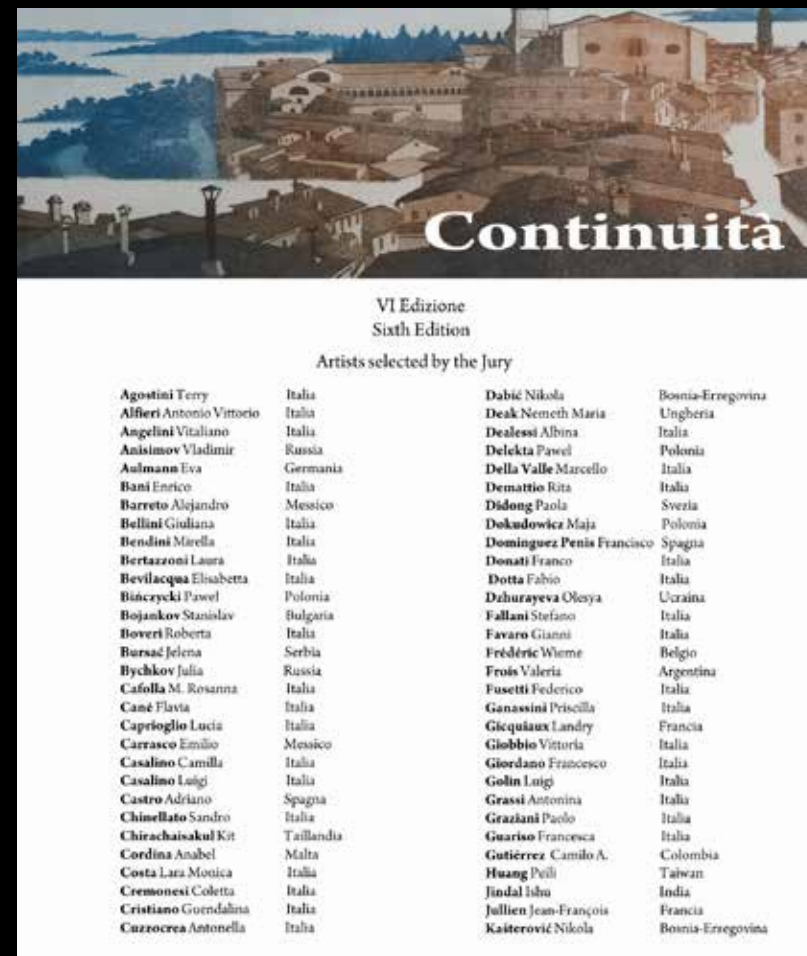 Continuità
VI Edizione
Sixth Edition
Artists selected by the Jury
Agostini Terry Italia
Alfieri Antonio Vittorio Italia
Angelini Vitaliano Italia
Anisimov Vladimir Russia
Aulmann Eva Germania
Bani Enrico Italia
Barreto Alejandro Messico
Bellini Giuliana Italia
Bendini Mirella Italia
Bertazzoni Laura Italia
Bevilacqua Elisabetta Italia
Bińczycki Pawel Polonia
Bojankov Stanislav Bulgaria
Boveri Roberta Italia
Bursać Jelena Serbia
Bychkov Julia Russia
Cafolla M. Rosanna Italia
Cané Flavia Italia
Caprioglio Lucia Italia
Carrasco Emilio Messico
Casalino Camilla Italia
Casalino Luigi Italia
Castro Adriano Spagna
Chinellato Sandro Italia
Chirachaisakul Kit Taillandia
Cordina Anabel Malta
Costa Lara Monica Italia
Cremonesi Coletta Italia
Cristiano Guendalina Italia
Cuzzocrea Antonella Italia
Dabić Nikola Bosnia-Erzegovina
Deak Nemeth Maria Ungheria
Dealessi Albina Italia
Delekta Pawel Polonia
Della Valle Marcello Italia
Demattio Rita Italia
Didong Paola Svezia
Dokudowicz Maja Polonia
Dominguez Penis Francisco Spagna
Donati Franco Italia
Dotta Fabio Italia
Dzhurayeva Olesya Ucraina
Fallani Stefano Italia
Favaro Gianni Italia
Frédéric Wieme Belgio
Frois Valeria Argentina
Fusetti Federico Italia
Ganassini Priscilla Italia
Gicquiaux Landry Francia
Giobbio Vittoria Italia
Giordano Francesco Italia
Golin Luigi Italia
Grassi Antonina Italia
Graziani Paolo Italia
Guariso Francesca Italia
Gutiérrez Camilo A. Colombia
Huang Peili Taiwan
Jindal Ishu India
Jullien Jean-François Francia
Kašterović Nikola Bosnia-Erzegovina